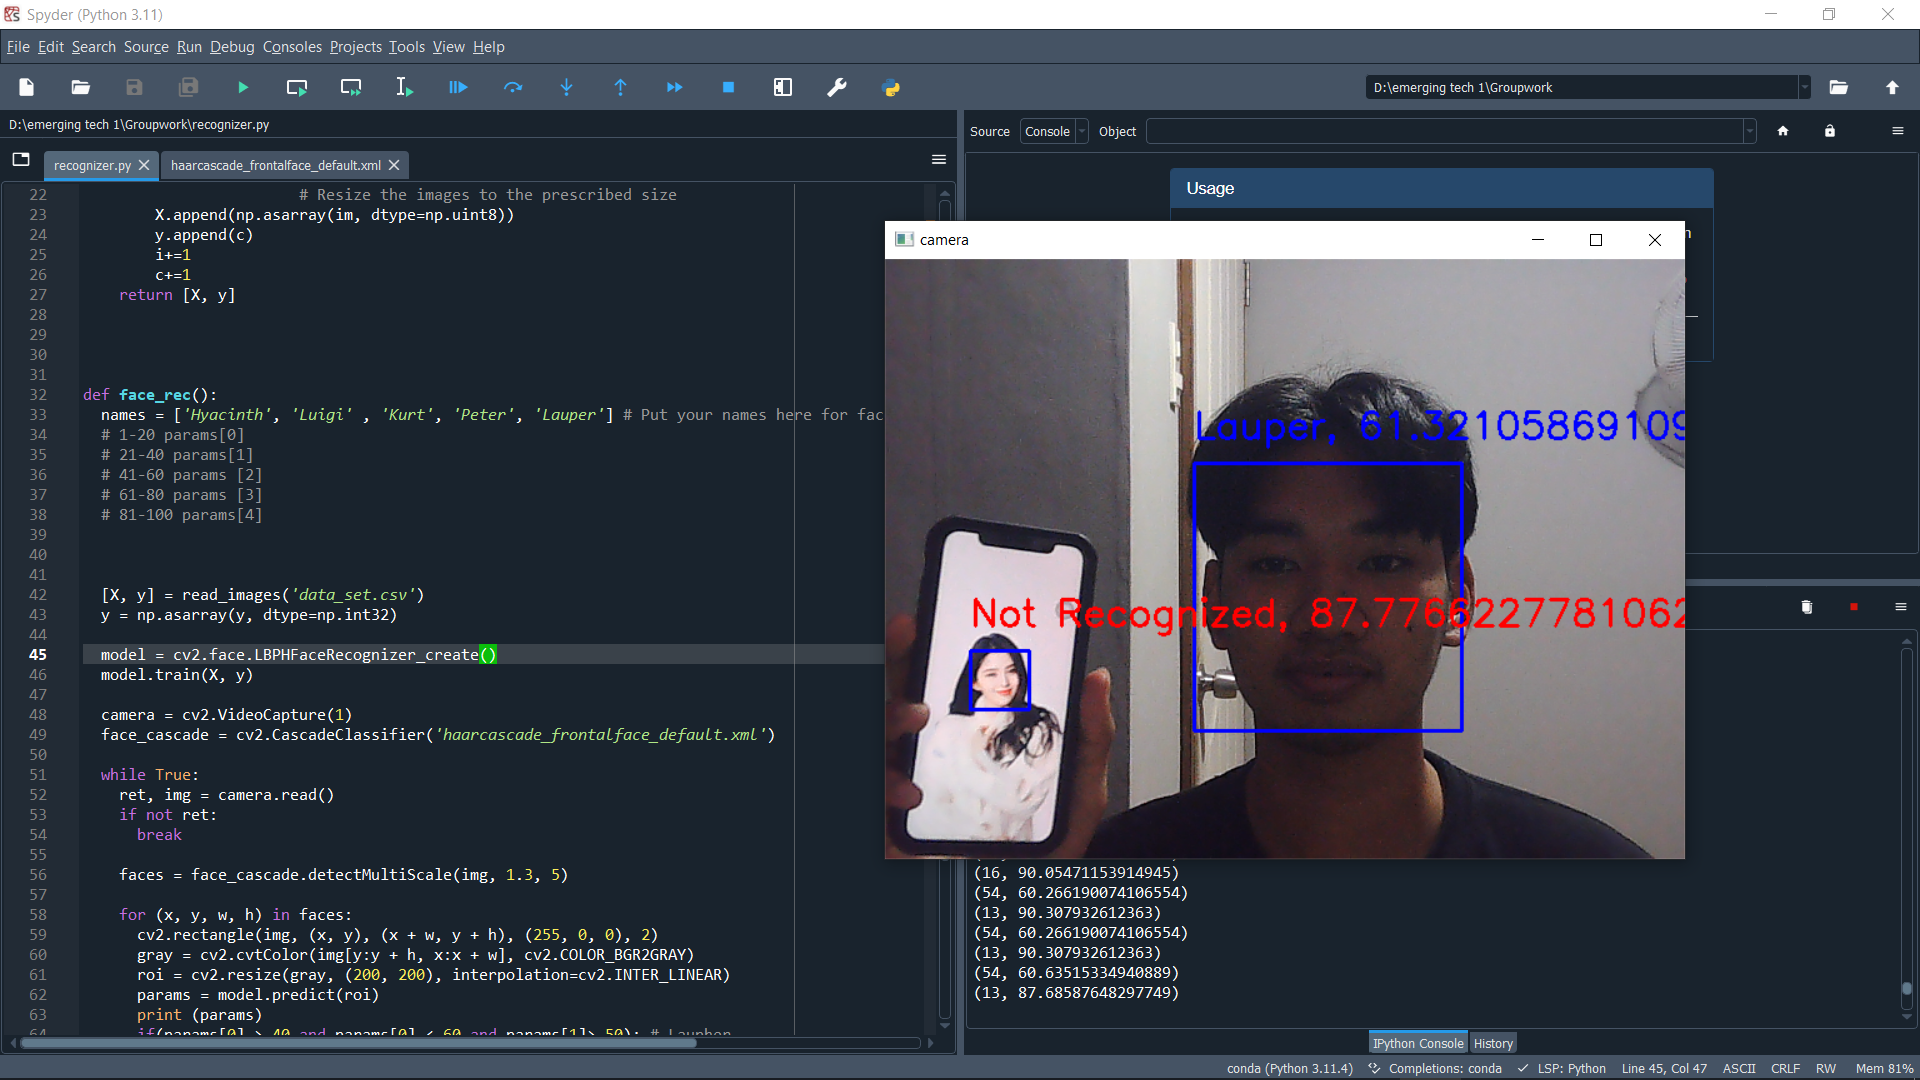 Spyder (Python 3.11)
File Edit Search Source Run Debug Consoles Projects Tools View Help
D:\emerging tech 1\Groupwork
D:\emerging tech 1\Groupwork\recognizer.py
recognizer.py
haarcascade_frontalface_default.xml
22 # Resize the images to the prescribed size
23 X.append(np.asarray(im, dtype=np.uint8))
24 y.append(c)
25 i+=1
26 c+=1
27 return [X, y]
28
29
30
31
32 def face_rec():
33 names = ['Hyacinth', 'Luigi' , 'Kurt', 'Peter', 'Lauper'] # Put your names here for fac
34 # 1-20 params[0]
35 # 21-40 params[1]
36 # 41-60 params [2]
37 # 61-80 params [3]
38 # 81-100 params[4]
39
40
41
42 [X, y] = read_images('data_set.csv')
43 y = np.asarray(y, dtype=np.int32)
44
45 model = cv2.face.LBPHFaceRecognizer_create()
46 model.train(X, y)
47
48 camera = cv2.VideoCapture(1)
49 face_cascade = cv2.CascadeClassifier('haarcascade_frontalface_default.xml')
50
51 while True:
52 ret, img = camera.read()
53 if not ret:
54 break
55
56 faces = face_cascade.detectMultiScale(img, 1.3, 5)
57
58 for (x, y, w, h) in faces:
59 cv2.rectangle(img, (x, y), (x + w, y + h), (255, 0, 0), 2)
60 gray = cv2.cvtColor(img[y:y + h, x:x + w], cv2.COLOR_BGR2GRAY)
61 roi = cv2.resize(gray, (200, 200), interpolation=cv2.INTER_LINEAR)
62 params = model.predict(roi)
63 print (params)
Source Console Object
Usage
camera
Lauper, 61.32105869109
Not Recognized, 87.77662277781062
(16, 90.05471153914945)
(54, 60.266190074106554)
(13, 90.307932612363)
(54, 60.266190074106554)
(13, 90.307932612363)
(54, 60.63515334940889)
(13, 87.68587648297749)
IPython Console History
conda (Python 3.11.4) Completions: conda LSP: Python Line 45, Col 47 ASCII CRLF RW Mem 81%